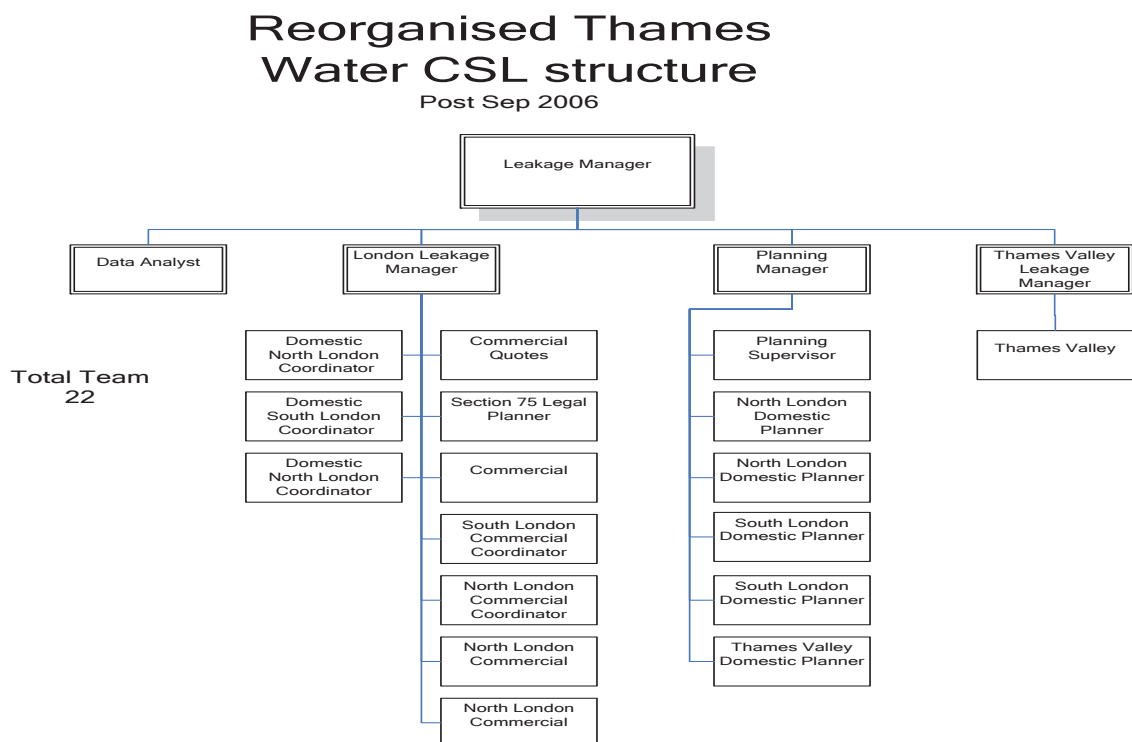 Reorganised Thames
Water CSL structure
Post Sep 2006
Leakage Manager
Data Analyst
London Leakage
Manager
Planning
Manager
Thames Valley
Leakage
Manager
Total Team
22
Domestic
North London
Coordinator
Domestic
South London
Coordinator
Domestic
North London
Coordinator
Commercial
Quotes
Section 75 Legal
Planner
Commercial
South London
Commercial
Coordinator
North London
Commercial
Coordinator
North London
Commercial
North London
Commercial
Planning
Supervisor
North London
Domestic
Planner
North London
Domestic Planner
South London
Domestic Planner
South London
Domestic Planner
Thames Valley
Domestic Planner
Thames Valley